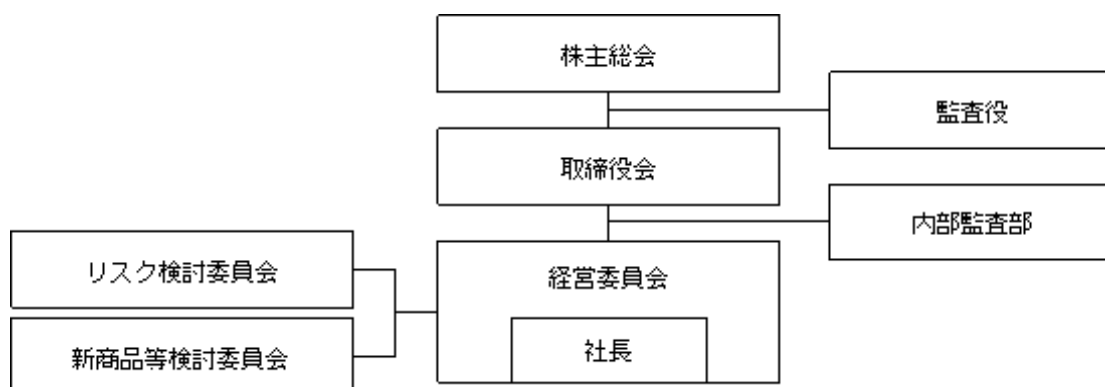 株主総会
監査役
取締役会
内部監査部
リスク検討委員会
経営委員会
社長
新商品等検討委員会